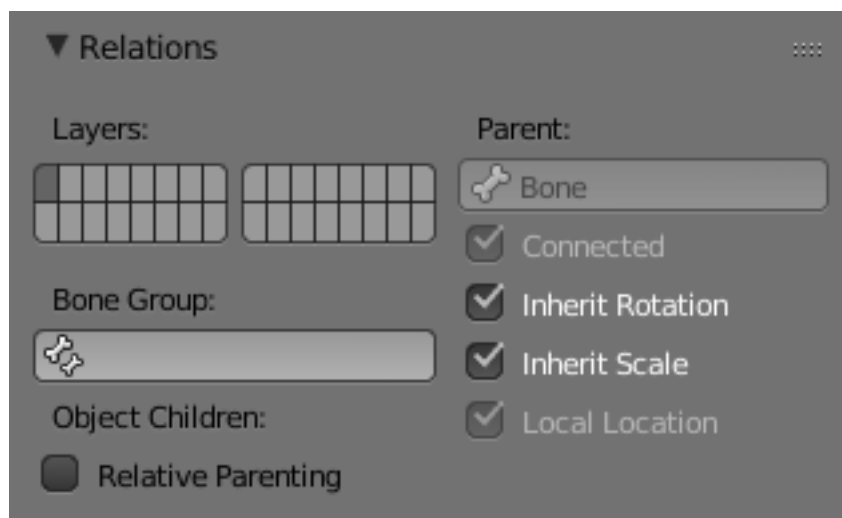 Relations
Layers:
Parent:
Bone
Connected
Bone Group:
Inherit Rotation
Inherit Scale
Object Children:
Local Location
Relative Parenting